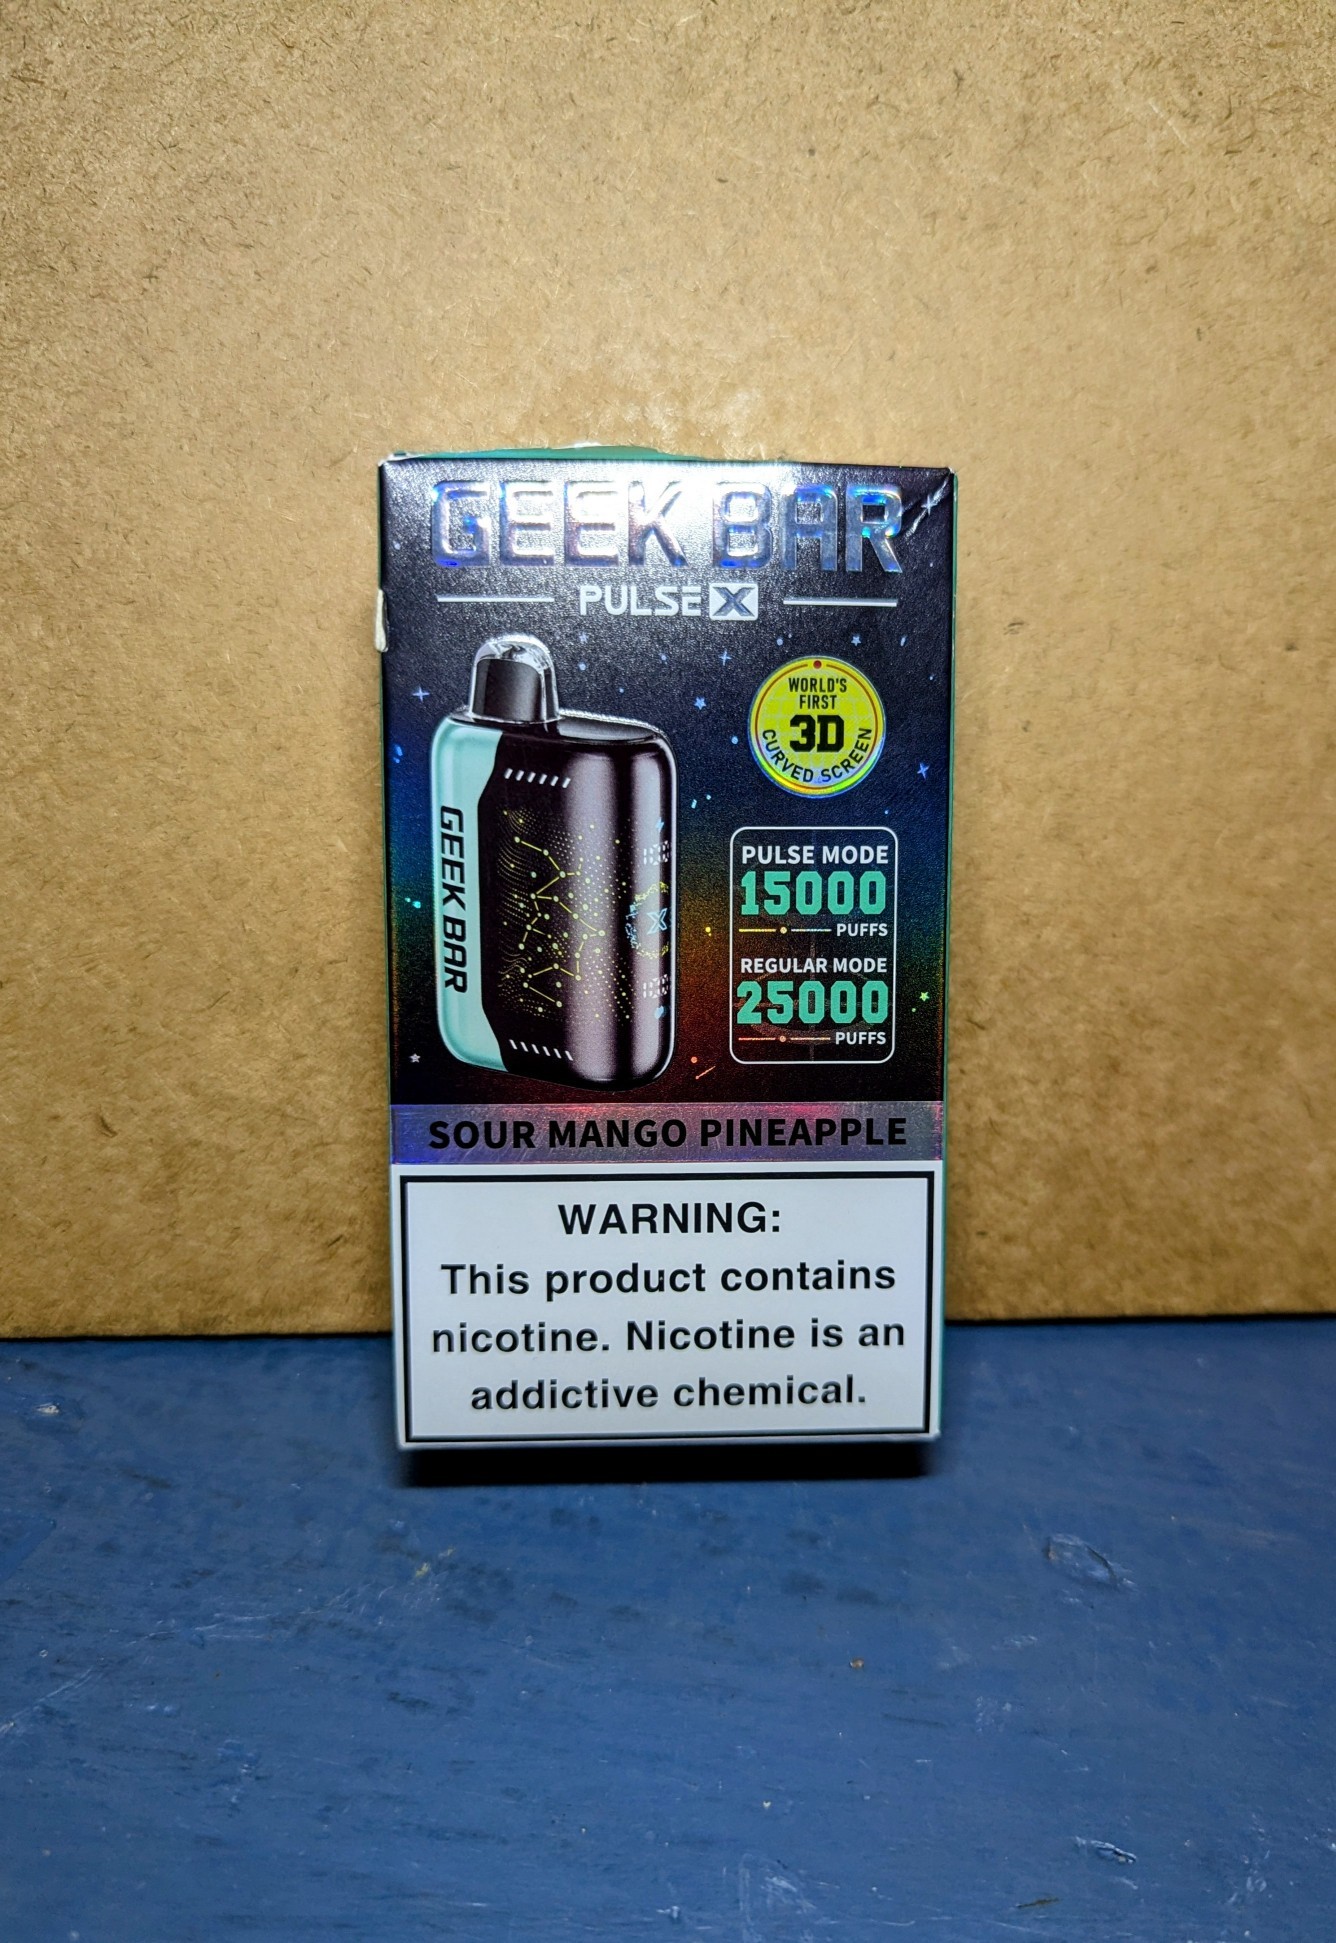 GEEK BAR
PULSE X
WORLD'S
FIRST
3D
CURVED SCREEN
GEEK BAR
X
PULSE MODE
15000
PUFFS
REGULAR MODE
25000
PUFFS
SOUR MANGO PINEAPPLE
WARNING:
This product contains
nicotine. Nicotine is an
addictive chemical.